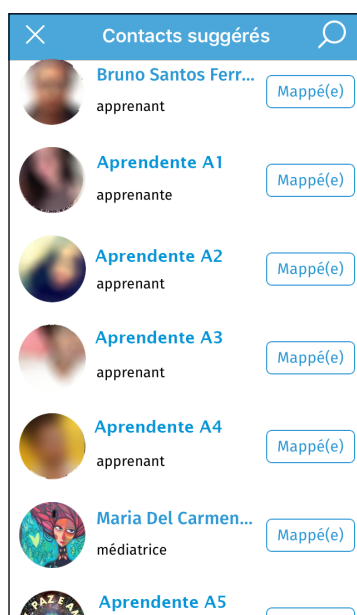 Contacts suggérés
Bruno Santos Ferr...
apprenant
Mappé(e)
Aprendente A1
apprenante
Mappé(e)
Aprendente A2
apprenant
Mappé(e)
Aprendente A3
apprenant
Mappé(e)
Aprendente A4
apprenant
Mappé(e)
Maria Del Carmen...
médiatrice
Mappé(e)
PAZ E
Aprendente A5